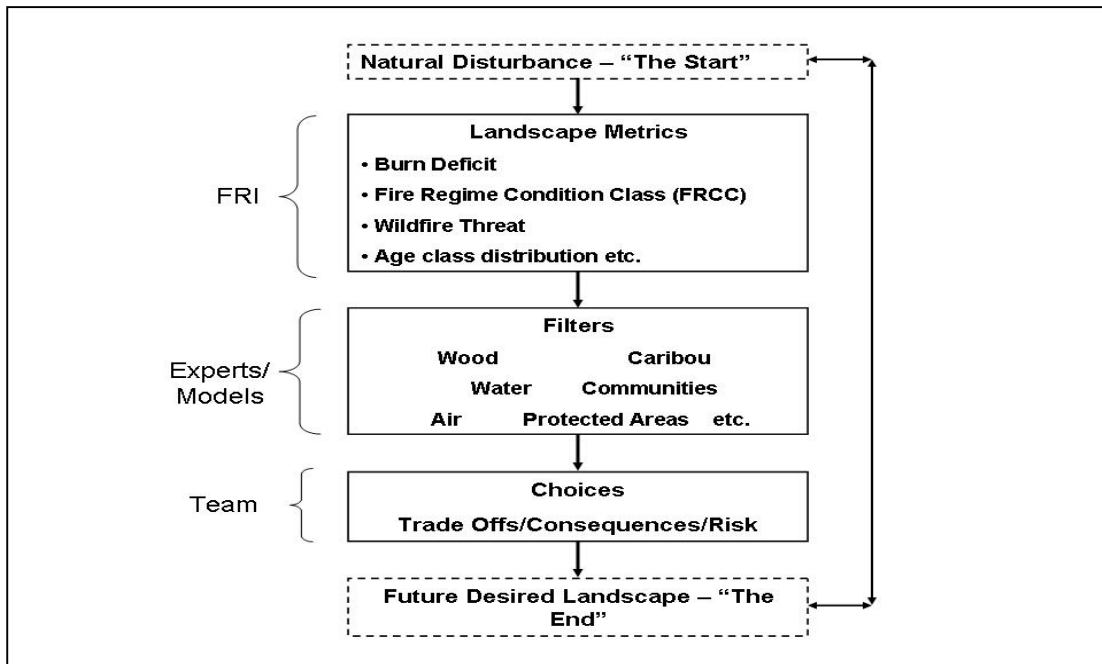 Natural Disturbance – “The Start”
Landscape Metrics
• Burn Deficit
• Fire Regime Condition Class (FRCC)
• Wildfire Threat
• Age class distribution etc.
FRI
Filters
Wood Caribou
Water Communities
Air Protected Areas etc.
Experts/
Models
Choices
Trade Offs/Consequences/Risk
Team
Future Desired Landscape – “The
End”